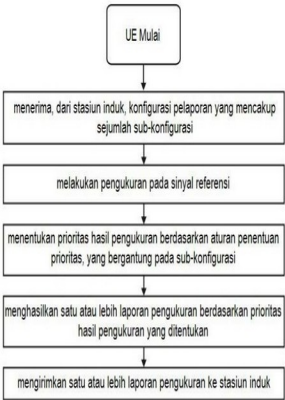 UE Mulai
menerima, dari stasiun induk, konfigurasi pelaporan yang mencakup
sejumlah sub-konfigurasi
melakukan pengukuran pada sinyal referensi
menentukan prioritas hasil pengukuran berdasarkan aturan penentuan
prioritas, yang bergantung pada sub-konfigurasi
menghasilkan satu atau lebih laporan pengukuran berdasarkan prioritas
hasil pengukuran yang ditentukan
mengirimkan satu atau lebih laporan pengukuran ke stasiun induk